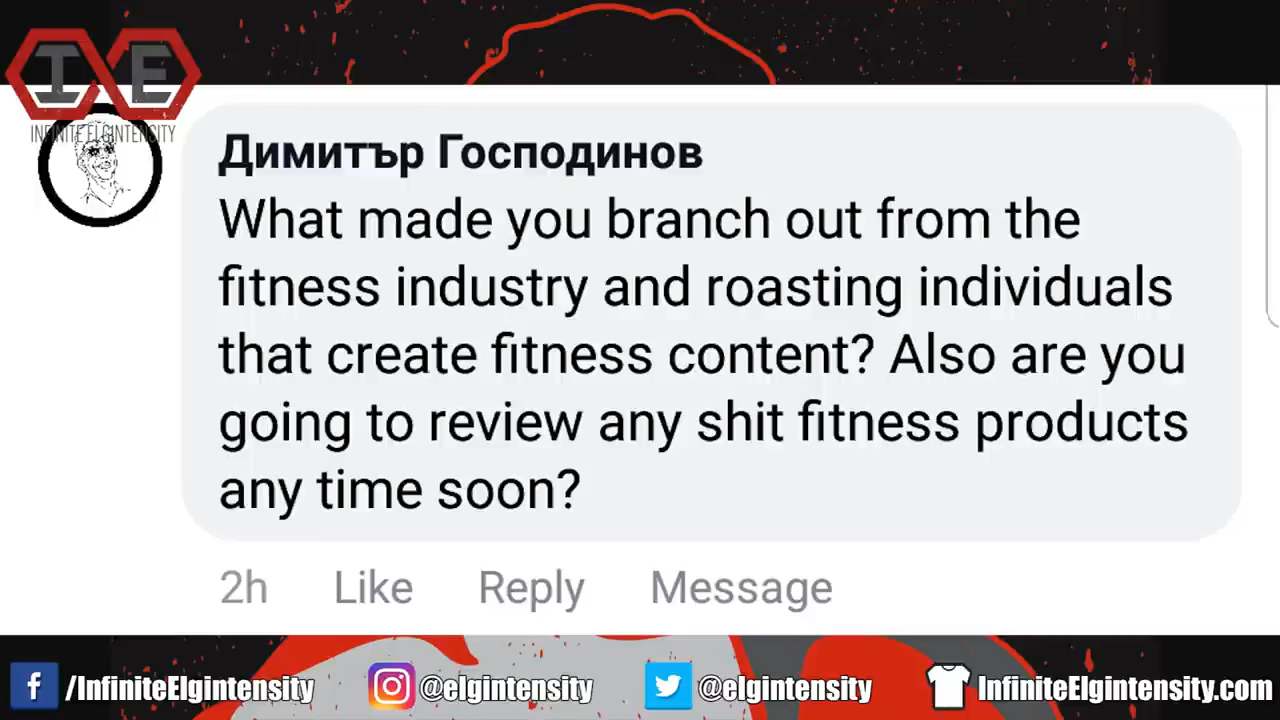 IE
INFINITE ELGINTENSITY
Димитър Господинов
What made you branch out from the
fitness industry and roasting individuals
that create fitness content? Also are you
going to review any shit fitness products
any time soon?
2h Like Reply Message
f /InfiniteElgintensity @elgintensity @elgintensity InfiniteElgintensity.com